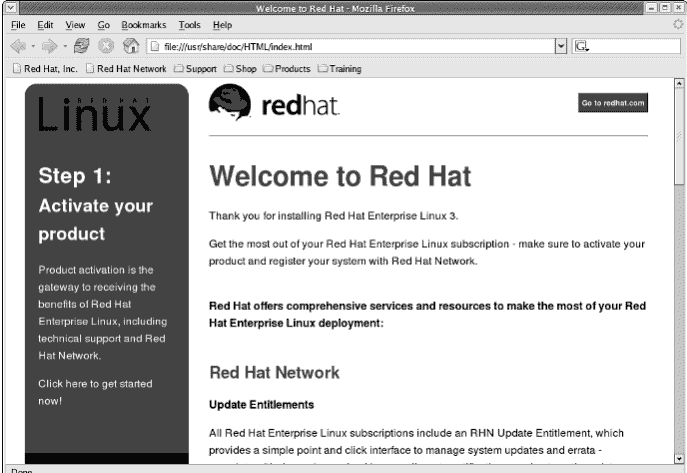 Welcome to Red Hat - Mozilla Firefox
File Edit View Go Bookmarks Tools Help
file:///usr/share/doc/HTML/index.html
G
Red Hat, Inc. Red Hat Network Support Shop Products Training
RED HAT
Linux
Step 1:
Activate your
product
Product activation is the
gateway to receiving the
benefits of Red Hat
Enterprise Linux, including
technical support and Red
Hat Network.
Click here to get started
now!
redhat.
Go to redhat.com
Welcome to Red Hat
Thank you for installing Red Hat Enterprise Linux 3.
Get the most out of your Red Hat Enterprise Linux subscription - make sure to activate your
product and register your system with Red Hat Network.
Red Hat offers comprehensive services and resources to make the most of your Red
Hat Enterprise Linux deployment:
Red Hat Network
Update Entitlements
All Red Hat Enterprise Linux subscriptions include an RHN Update Entitlement, which
provides a simple point and click interface to manage system updates and errata -
Done